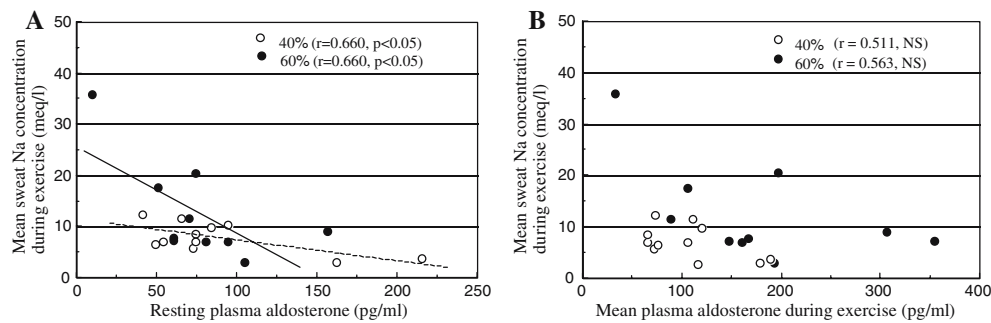 A
50
40
30
20
10
0
Mean sweat Na concentration
during exercise (meq/l)
40% (r=0.660, p<0.05)
60% (r=0.660, p<0.05)
0 50 100 150 200 250
Resting plasma aldosterone (pg/ml)
B
50
40
30
20
10
0
Mean sweat Na concentration
during exercise (meq/l)
40% (r = 0.511, NS)
60% (r = 0.563, NS)
0 100 200 300 400
Mean plasma aldosterone during exercise (pg/ml)